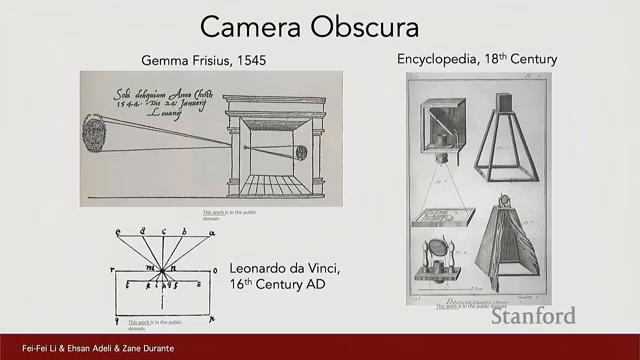 Camera Obscura
Gemma Frisius, 1545
Encyclopedia, 18th Century
Solis deliquium Anno Christi
1544. Die 24. Januarij
Lovanij
This work is in the public
domain
e d c b a
r m n o
s
q p
This work is in the public
domain
Leonardo da Vinci,
16th Century AD
This work is in the public domain
Stanford
Fei-Fei Li & Ehsan Adeli & Zane Durante